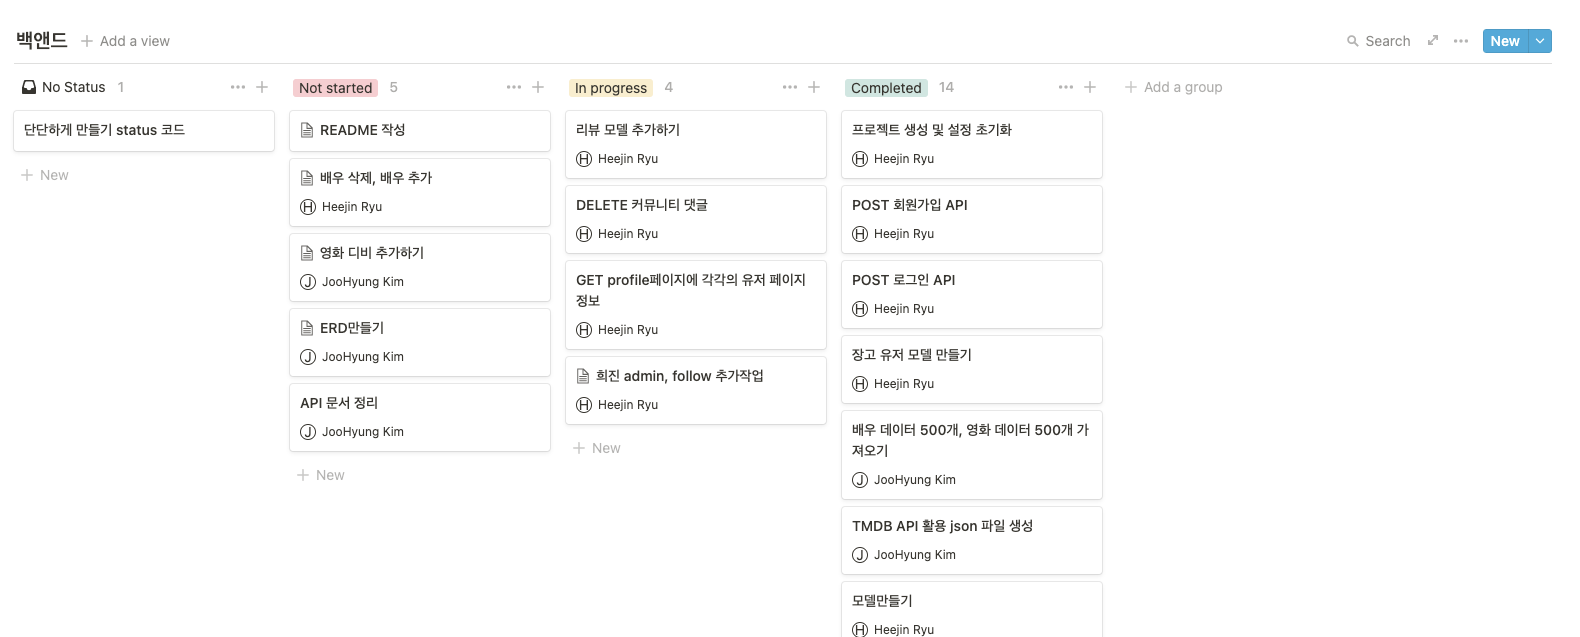 백앤드
Add a view
Search
New
No Status 1
단단하게 만들기 status 코드
New
Not started 5
README 작성
배우 삭제, 배우 추가
H Heejin Ryu
영화 디비 추가하기
J JooHyung Kim
ERD만들기
J JooHyung Kim
API 문서 정리
J JooHyung Kim
New
In progress 4
리뷰 모델 추가하기
H Heejin Ryu
DELETE 커뮤니티 댓글
H Heejin Ryu
GET profile페이지에 각각의 유저 페이지
정보
H Heejin Ryu
희진 admin, follow 추가작업
H Heejin Ryu
New
Completed 14
프로젝트 생성 및 설정 초기화
H Heejin Ryu
POST 회원가입 API
H Heejin Ryu
POST 로그인 API
H Heejin Ryu
장고 유저 모델 만들기
H Heejin Ryu
배우 데이터 500개, 영화 데이터 500개 가
져오기
J JooHyung Kim
TMDB API 활용 json 파일 생성
J JooHyung Kim
모델만들기
H Heejin Ryu
Add a group